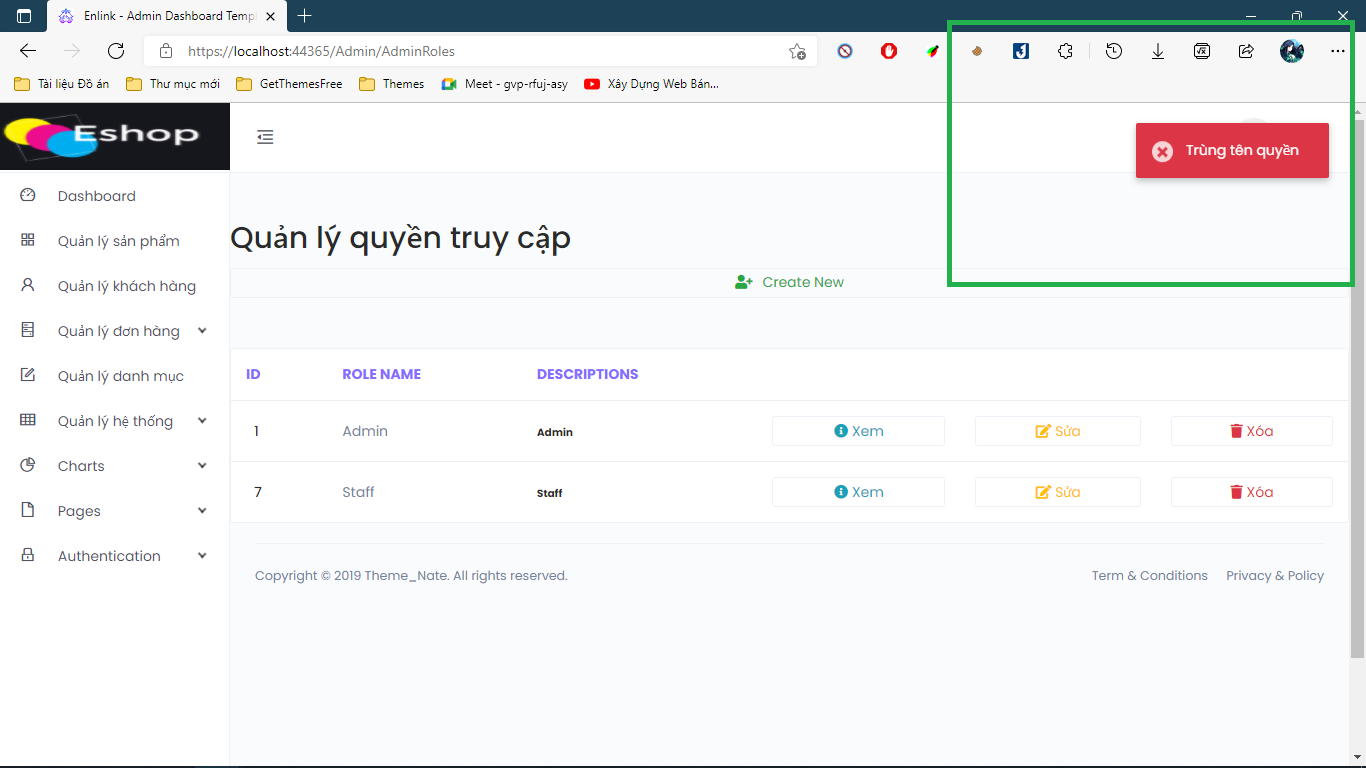 Enlink - Admin Dashboard Templ
https://localhost:44365/Admin/AdminRoles
Tài liệu Đồ án
Thư mục mới
GetThemesFree
Themes
Meet - gvp-rfuj-asy
Xây Dựng Web Bán...
Eshop
Trùng tên quyền
Dashboard
Quản lý sản phẩm
Quản lý khách hàng
Quản lý đơn hàng
Quản lý danh mục
Quản lý hệ thống
Charts
Pages
Authentication
Quản lý quyền truy cập
Create New
ID ROLE NAME DESCRIPTIONS
1 Admin Admin Xem Sửa Xóa
7 Staff Staff Xem Sửa Xóa
Copyright © 2019 Theme_Nate. All rights reserved.
Term & Conditions Privacy & Policy